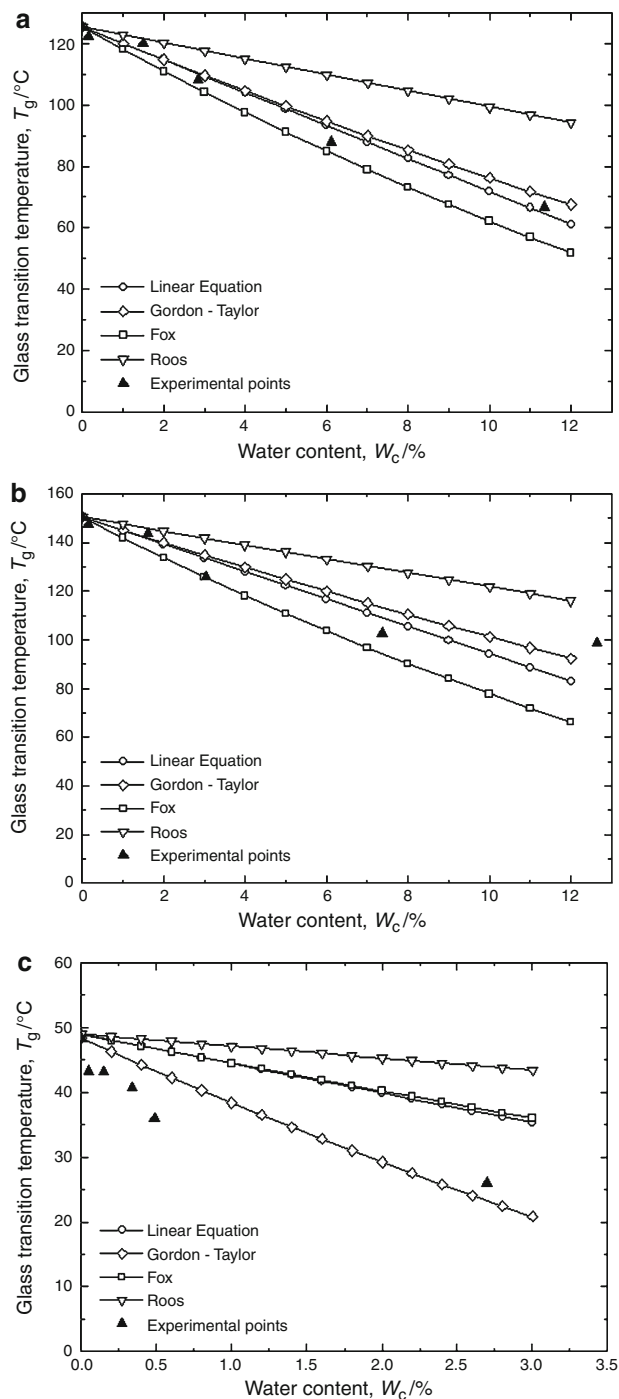 a
120
100
80
60
40
20
0
Glass transition temperature, Tg/°C
Linear Equation
Gordon - Taylor
Fox
Roos
Experimental points
0 2 4 6 8 10 12
Water content, Wc/%
b
160
140
120
100
80
60
40
20
0
Glass transition temperature, Tg/°C
Linear Equation
Gordon - Taylor
Fox
Roos
Experimental points
0 2 4 6 8 10 12
Water content, Wc/%
c
60
50
40
30
20
10
0
Glass transition temperature, Tg/°C
Linear Equation
Gordon - Taylor
Fox
Roos
Experimental points
0.0 0.5 1.0 1.5 2.0 2.5 3.0 3.5
Water content, Wc/%